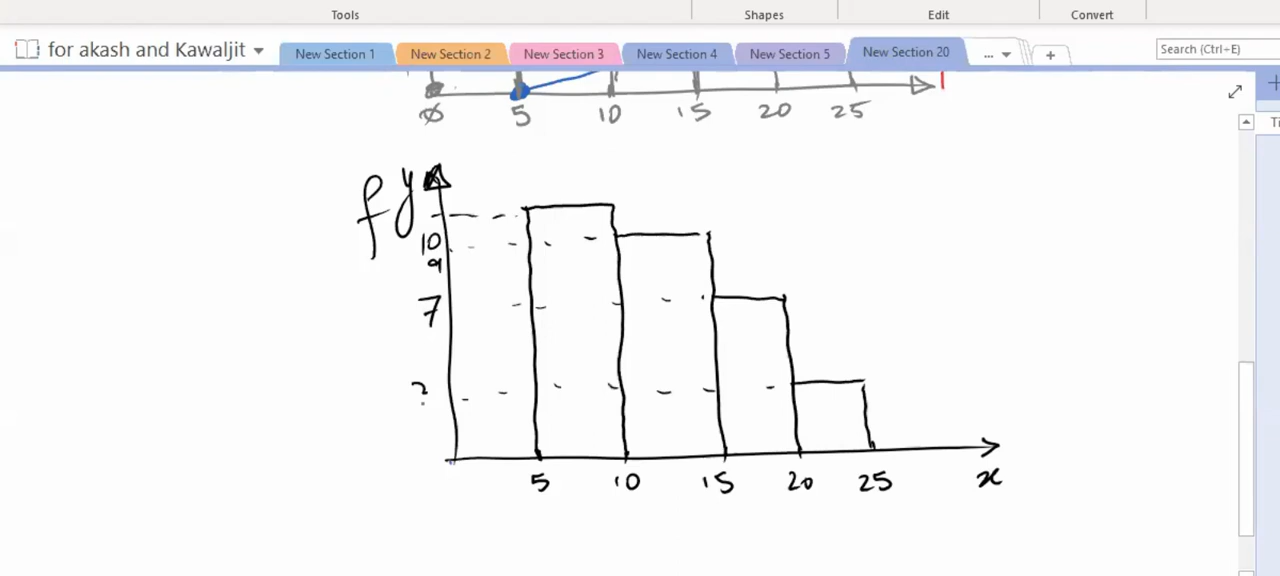 Tools Shapes Edit Convert
for akash and Kawaljit New Section 1 New Section 2 New Section 3 New Section 4 New Section 5 New Section 20 ... + Search (Ctrl+E)
0 5 10 15 20 25
f y
10
9
7
?
5 10 15 20 25 x